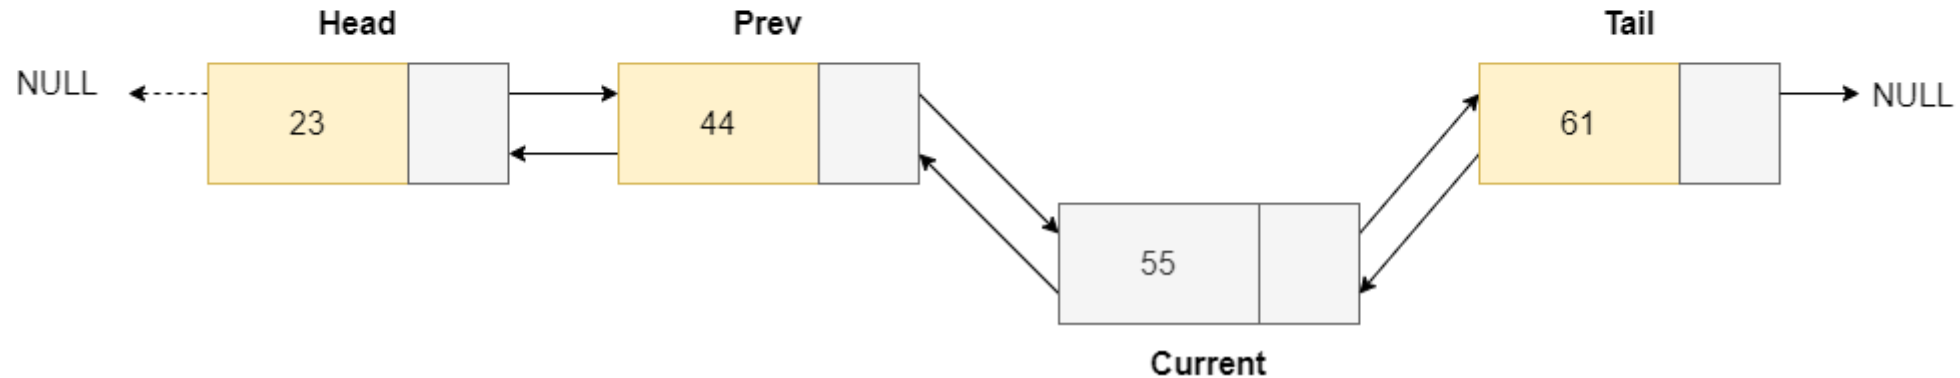 Head
Prev
Tail
NULL
23
44
61
NULL
55
Current